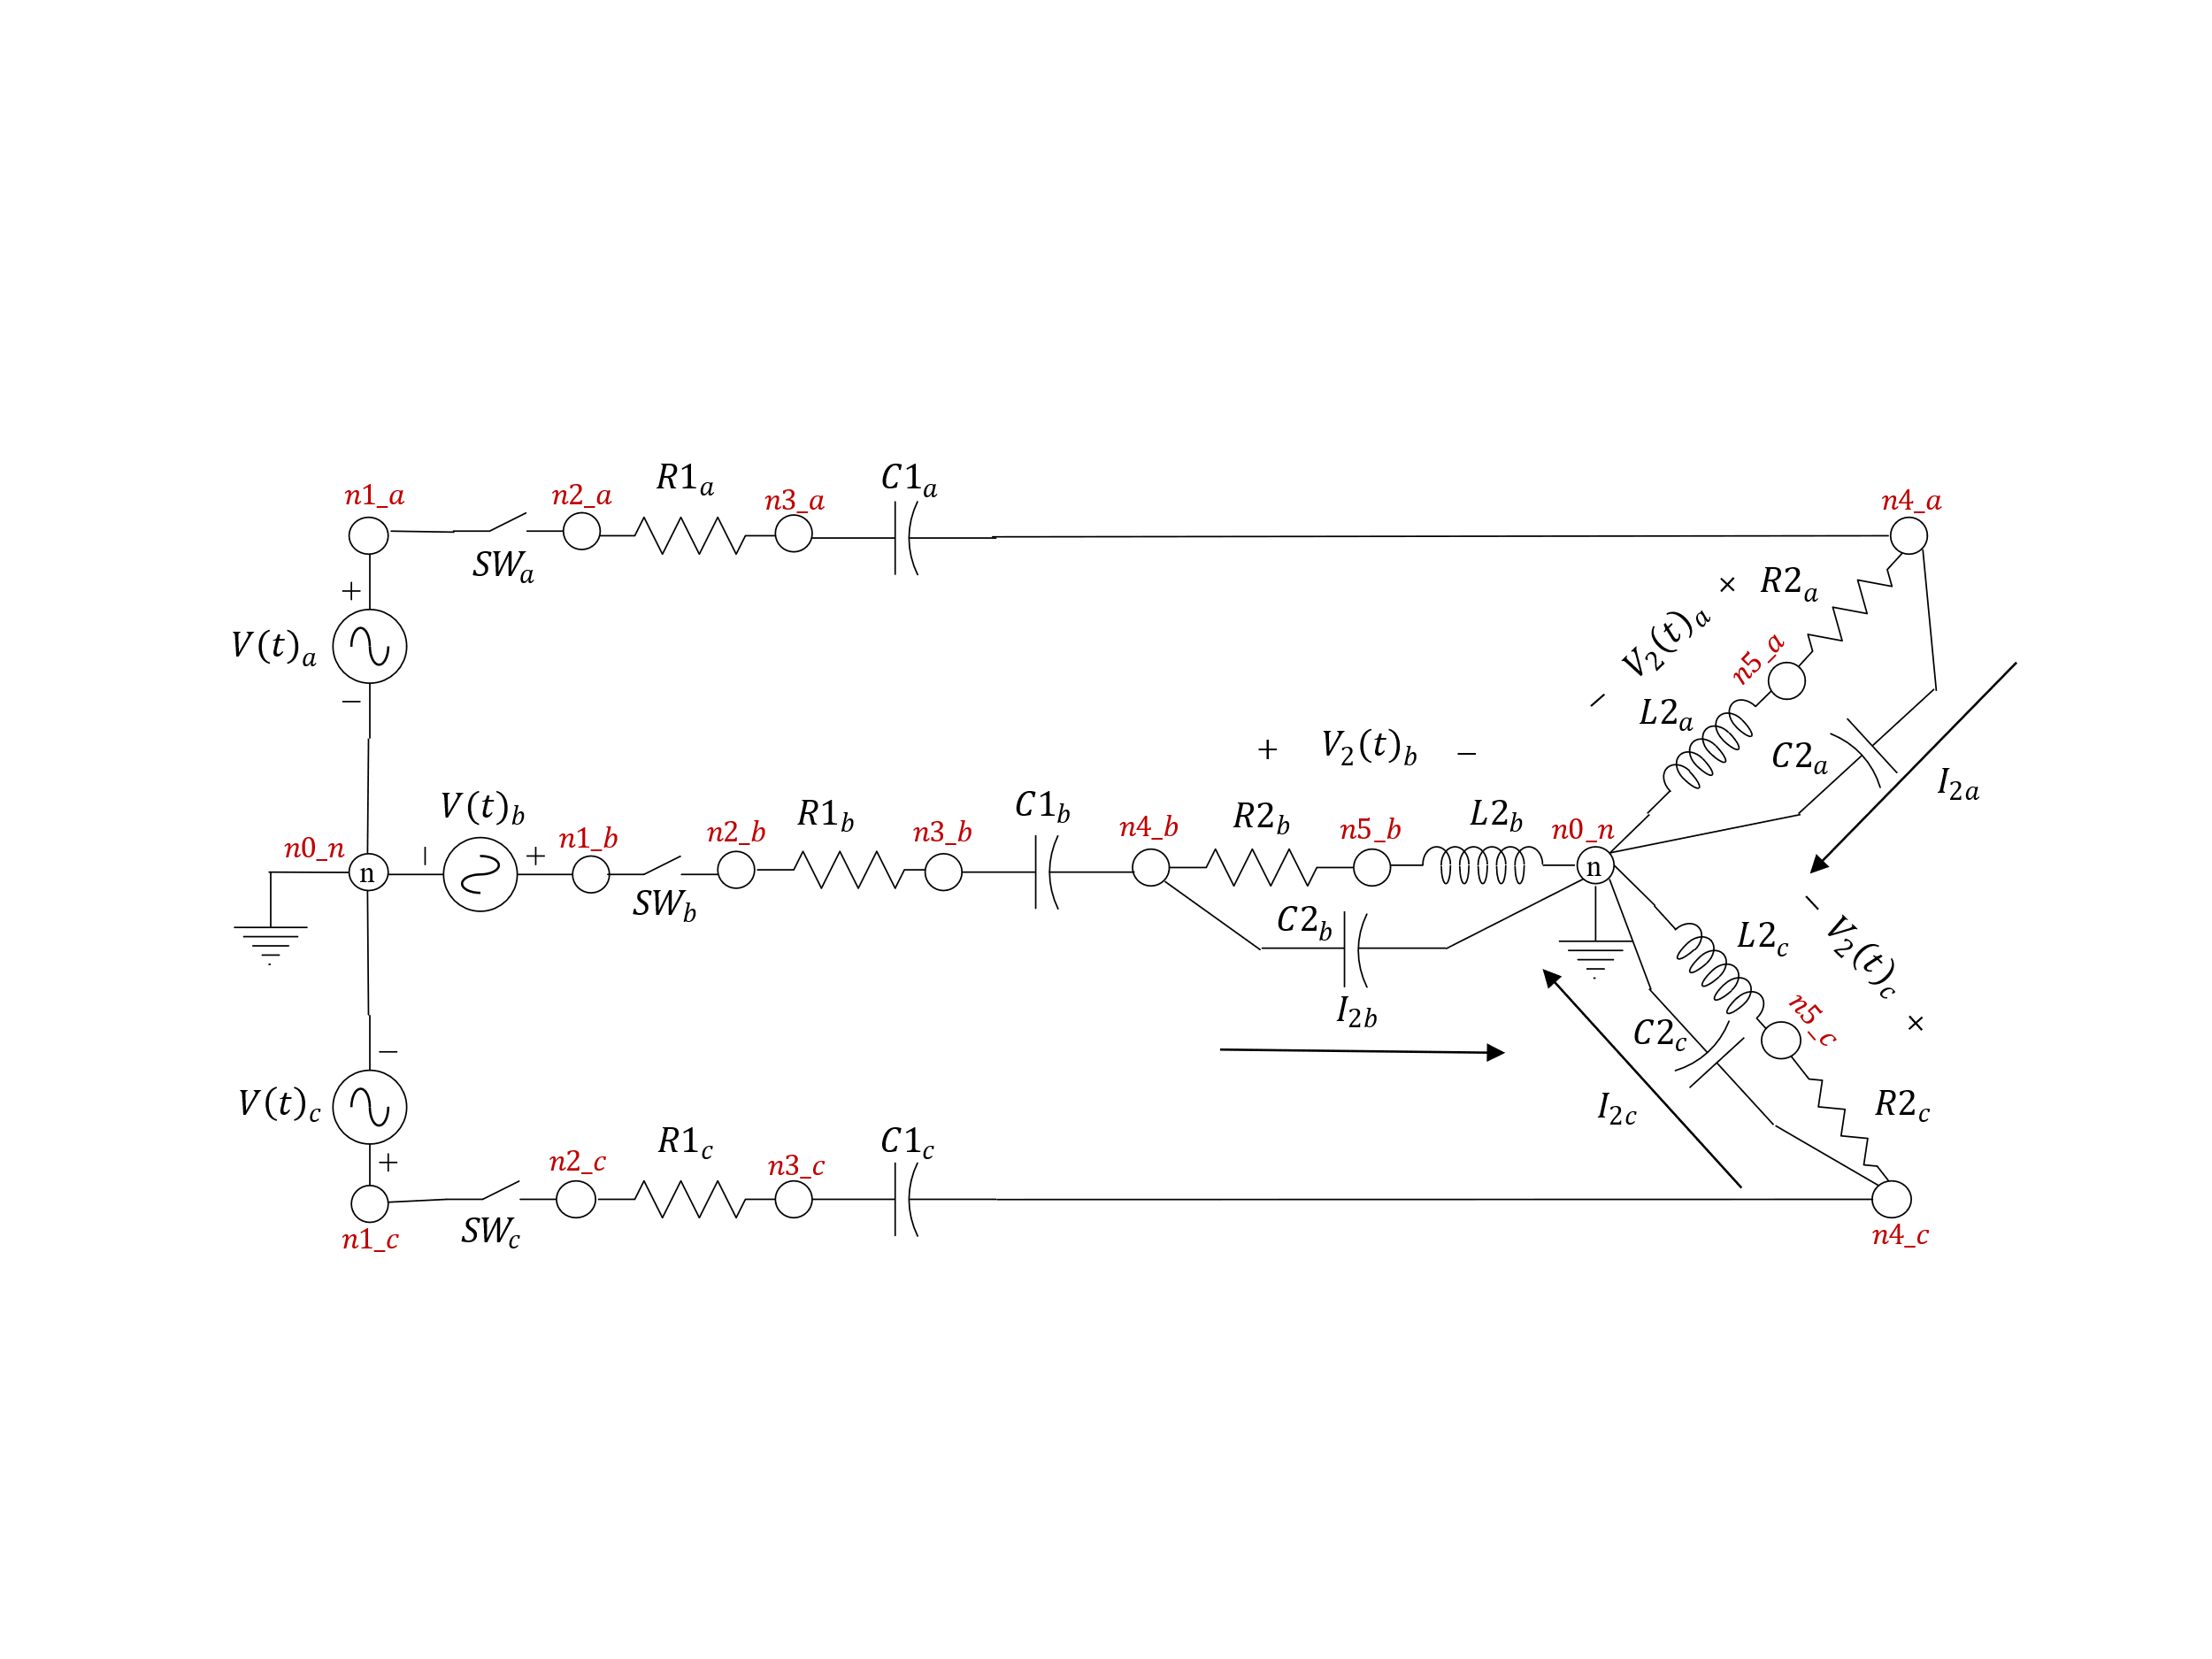 R1a
C1a
n1_a
n2_a
n3_a
n4_a
SWa
+
V(t)a
−
− V2(t)a +
R2a
n5_a
L2a
C2a
I2a
+ V2(t)b −
V(t)b
− +
n1_b
n2_b
R1b
n3_b
C1b
n4_b
R2b
n5_b
L2b
n0_n
n0_n
n
n
SWb
C2b
I2b
− V2(t)c +
L2c
n5_c
C2c
R2c
I2c
−
V(t)c
+
n1_c
SWc
n2_c
R1c
n3_c
C1c
n4_c